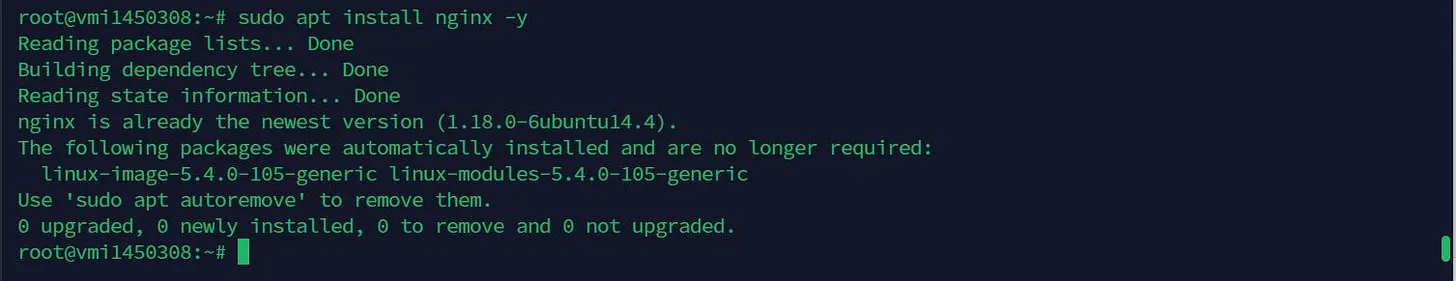 root@vmi1450308:~# sudo apt install nginx -y
Reading package lists... Done
Building dependency tree... Done
Reading state information... Done
nginx is already the newest version (1.18.0-6ubuntu14.4).
The following packages were automatically installed and are no longer required:
  linux-image-5.4.0-105-generic linux-modules-5.4.0-105-generic
Use 'sudo apt autoremove' to remove them.
0 upgraded, 0 newly installed, 0 to remove and 0 not upgraded.
root@vmi1450308:~#